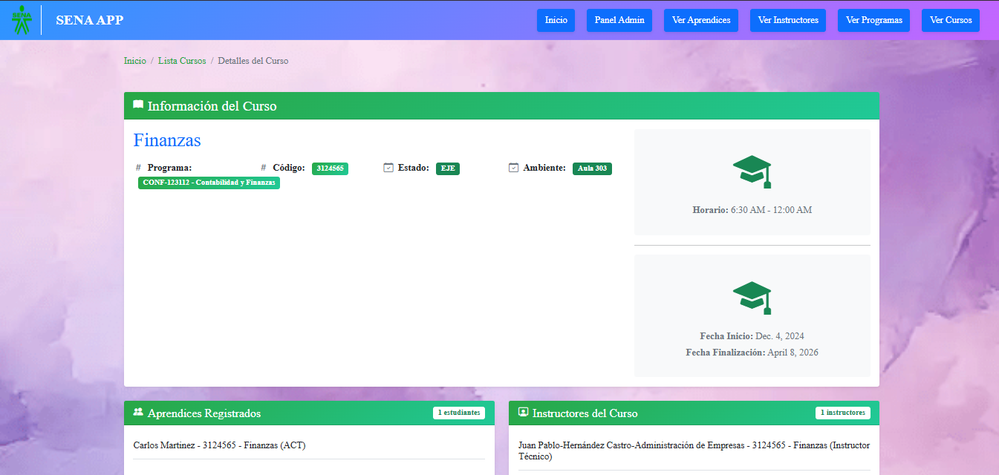 SENA
SENA APP
Inicio
Panel Admin
Ver Aprendices
Ver Instructores
Ver Programas
Ver Cursos
Inicio / Lista Cursos / Detalles del Curso
Información del Curso
Finanzas
# Programa:
CONF-123112 - Contabilidad y Finanzas
# Código: 3124565
Estado: EJE
Ambiente: Aula 303
Horario: 6:30 AM - 12:00 AM
Fecha Inicio: Dec. 4, 2024
Fecha Finalización: April 8, 2026
Aprendices Registrados
1 estudiantes
Carlos Martinez - 3124565 - Finanzas (ACT)
Instructores del Curso
1 instructores
Juan Pablo-Hernández Castro-Administración de Empresas - 3124565 - Finanzas (Instructor
Técnico)